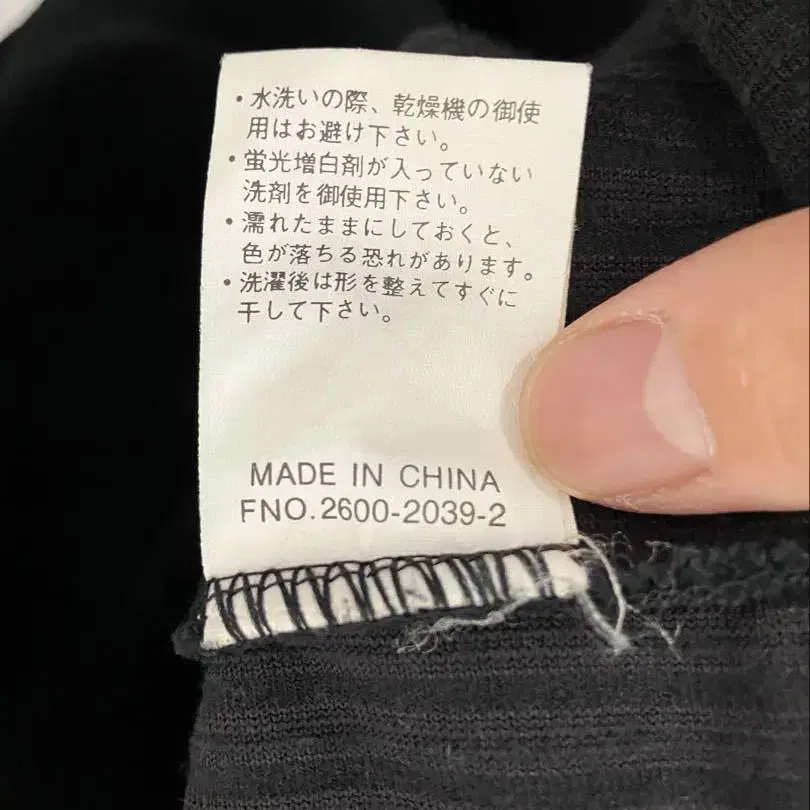 ・水洗いの際、乾燥機の御使
用はお避け下さい。
・蛍光増白剤が入っていない
洗剤を御使用下さい。
・濡れたままにしておくと、
色が落ちる恐れがあります。
・洗濯後は形を整えてすぐに
干して下さい。
MADE IN CHINA
FNO.2600-2039-2